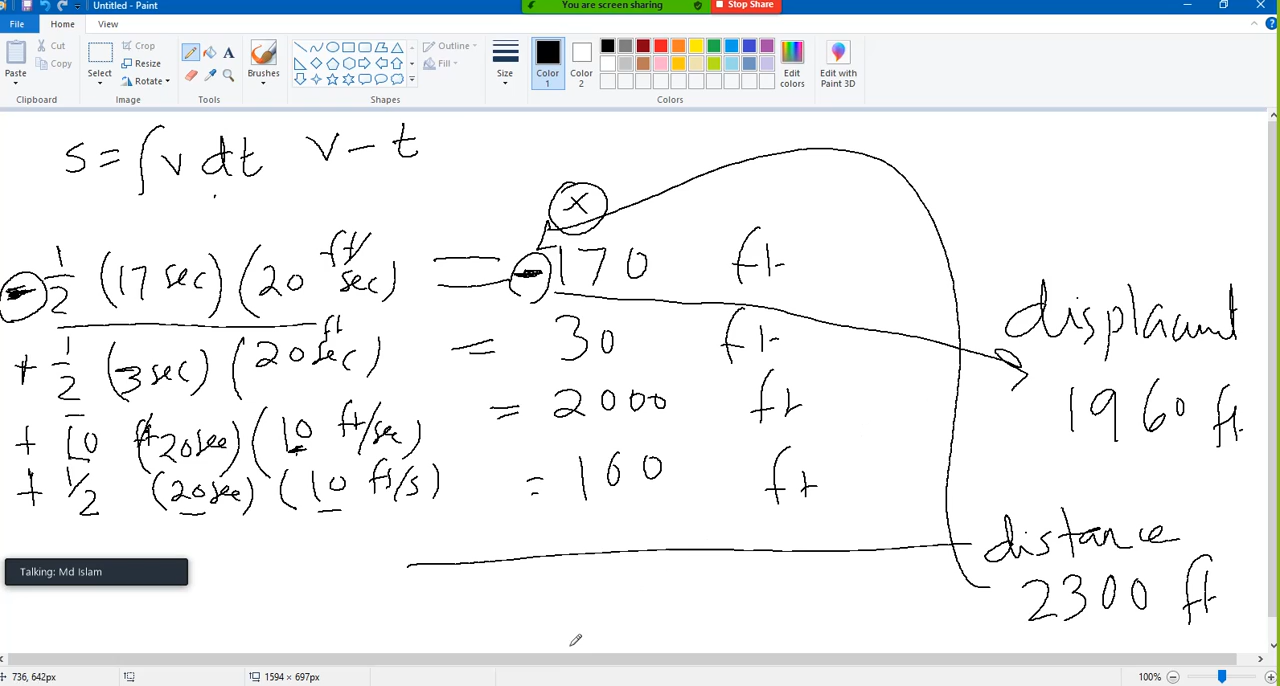 Untitled - Paint
You are screen sharing
Stop Share
File Home View
Paste Cut Copy
Select Crop Resize Rotate
A
Brushes
Outline Fill
Size
Color 1 Color 2
Edit colors
Edit with Paint 3D
Clipboard Image Tools Shapes Colors
s = ∫ v dt v - t
x
- 1/2 (17 sec) (20 ft/sec) = -170 ft
+ 1/2 (3 sec) (20 ft sec) = 30 ft
+ 10 (20 sec) (10 ft/sec) = 2000 ft
+ 1/2 (20 sec) (10 ft/s) = 100 ft
1960 ft
distance
2300 ft
Talking: Md Islam
736, 642px 1594 × 697px 100%